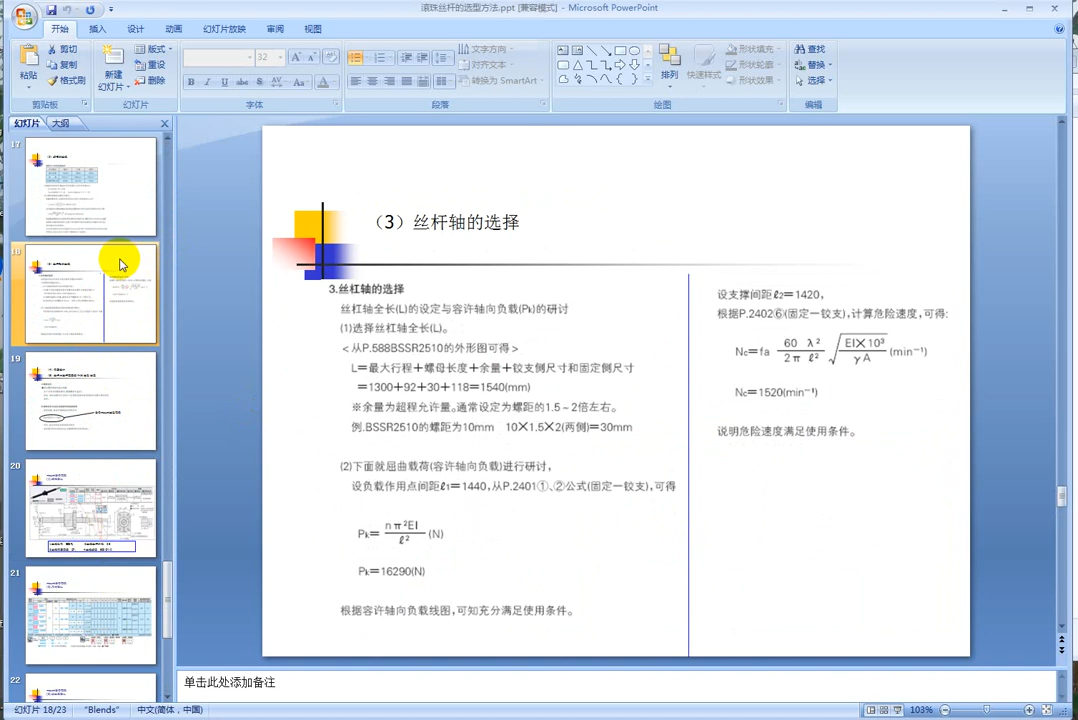 滚珠丝杆的选型方法.ppt [兼容模式] - Microsoft PowerPoint
开始 插入 设计 动画 幻灯片放映 审阅 视图
粘贴 剪切 复制 格式刷
剪贴板
新建
幻灯片 版式 重设 删除
幻灯片
32
字体
文字方向 对齐文本 转换为 SmartArt
段落
排列 快速样式 形状填充 形状轮廓 形状效果
绘图
查找 替换 选择
编辑
幻灯片 大纲
17
18
19
20
21
22
（3）丝杆轴的选择
3.丝杠轴的选择
丝杠轴全长(L)的设定与容许轴向负载(Pk)的研讨
(1)选择丝杠轴全长(L)。
<从P.588BSSR2510的外形图可得>
L=最大行程+螺母长度+余量+铰支侧尺寸和固定侧尺寸
=1300+92+30+118=1540(mm)
※余量为超程允许量。通常设定为螺距的1.5～2倍左右。
例.BSSR2510的螺距为10mm 10×1.5×2(两侧)=30mm
(2)下面就屈曲载荷(容许轴向负载)进行研讨,
设负载作用点间距ℓ1=1440,从P.2401①、②公式(固定一铰支),可得
Pk= nπ²EI / ℓ² (N)
Pk=16290(N)
根据容许轴向负载线图,可知充分满足使用条件。
设支撑间距ℓ2=1420,
根据P.2402⑥(固定一铰支),计算危险速度,可得:
Nc=fa 60 λ² / 2π ℓ² √ EI×10³ / γA (min⁻¹)
Nc=1520(min⁻¹)
说明危险速度满足使用条件。
单击此处添加备注
幻灯片 18/23 "Blends" 中文(简体，中国) 103%